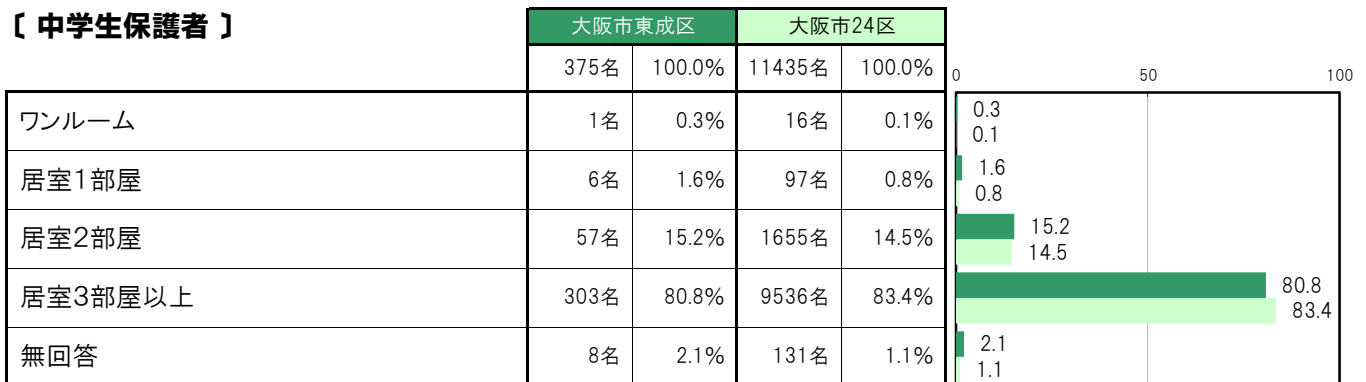 〔 中学生保護者 〕
大阪市東成区 大阪市24区
375名 100.0% 11435名 100.0%
0 50 100
ワンルーム 1名 0.3% 16名 0.1%
0.3
0.1
居室1部屋 6名 1.6% 97名 0.8%
1.6
0.8
居室2部屋 57名 15.2% 1655名 14.5%
15.2
14.5
居室3部屋以上 303名 80.8% 9536名 83.4%
80.8
83.4
無回答 8名 2.1% 131名 1.1%
2.1
1.1